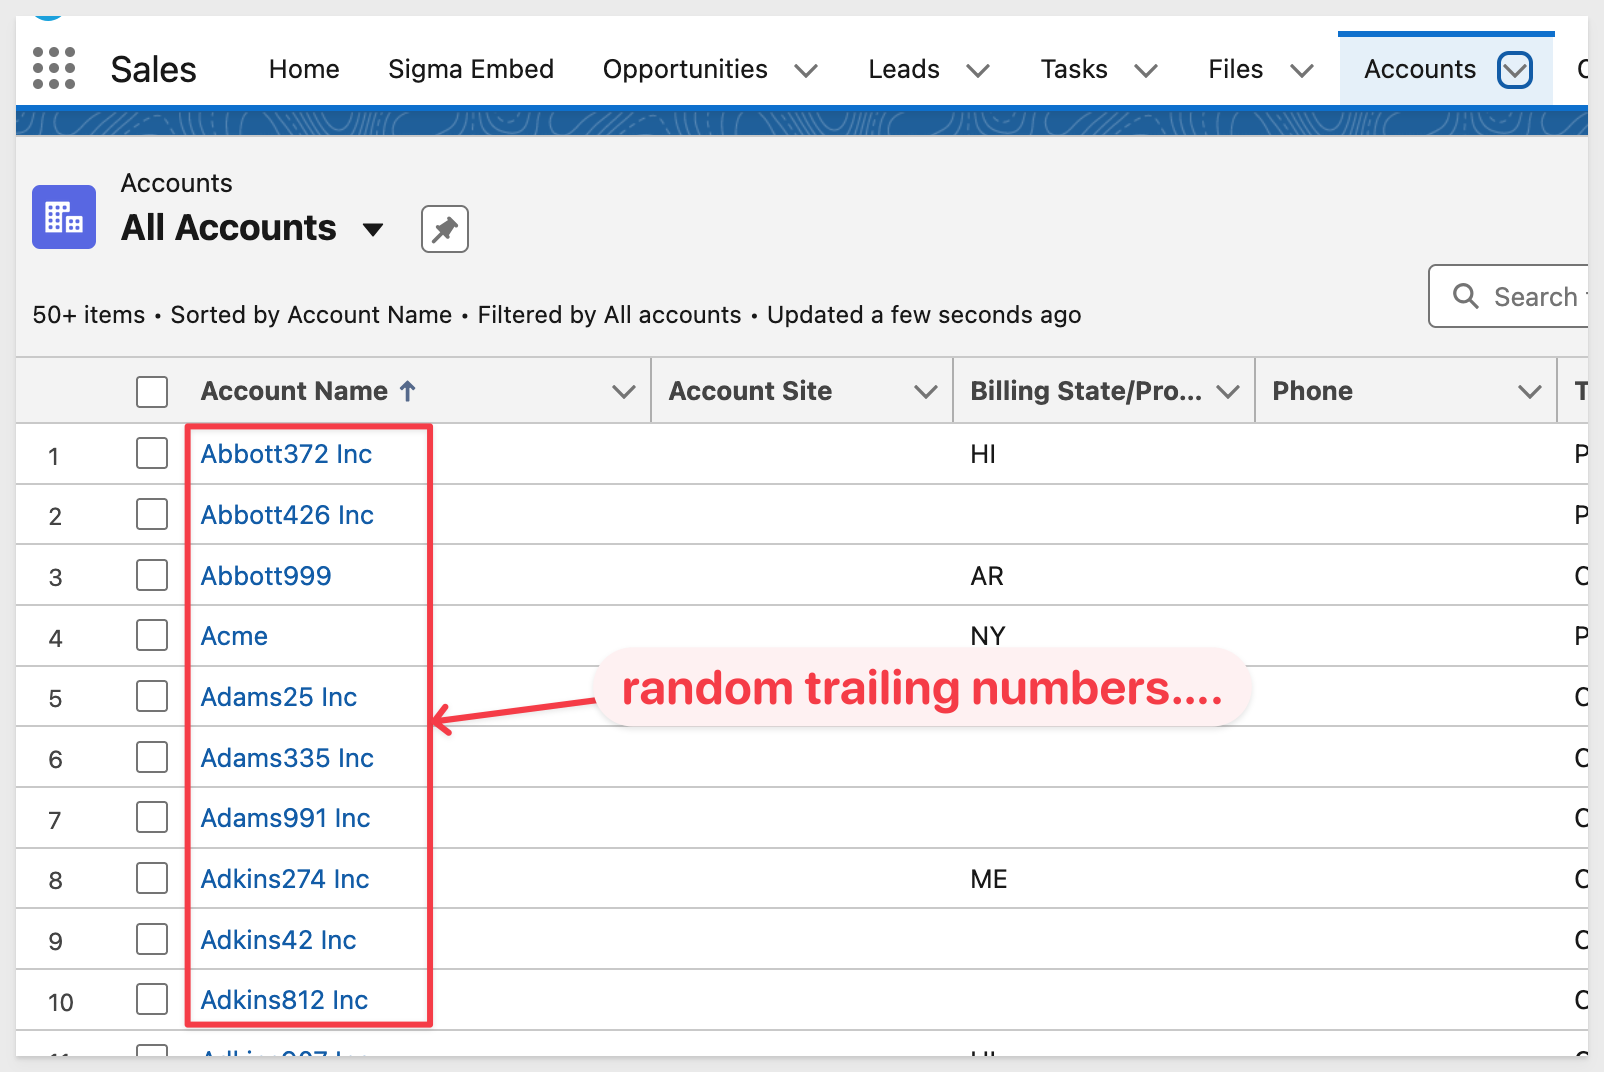 Sales Home Sigma Embed Opportunities Leads Tasks Files Accounts
Accounts
All Accounts
50+ items • Sorted by Account Name • Filtered by All accounts • Updated a few seconds ago
Search
Account Name Account Site Billing State/Pro... Phone
1 Abbott372 Inc HI
2 Abbott426 Inc
3 Abbott999 AR
4 Acme NY
random trailing numbers....
5 Adams25 Inc
6 Adams335 Inc
7 Adams991 Inc
8 Adkins274 Inc ME
9 Adkins42 Inc
10 Adkins812 Inc